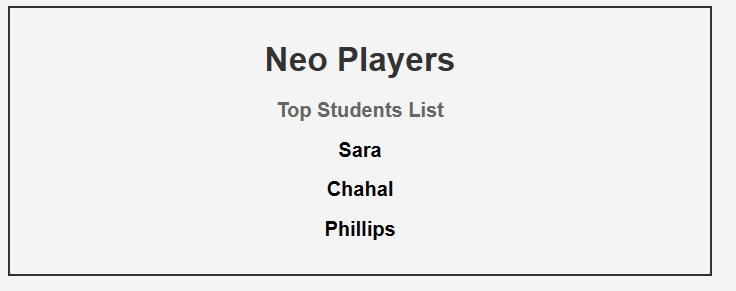 Neo Players
Top Students List
Sara
Chahal
Phillips